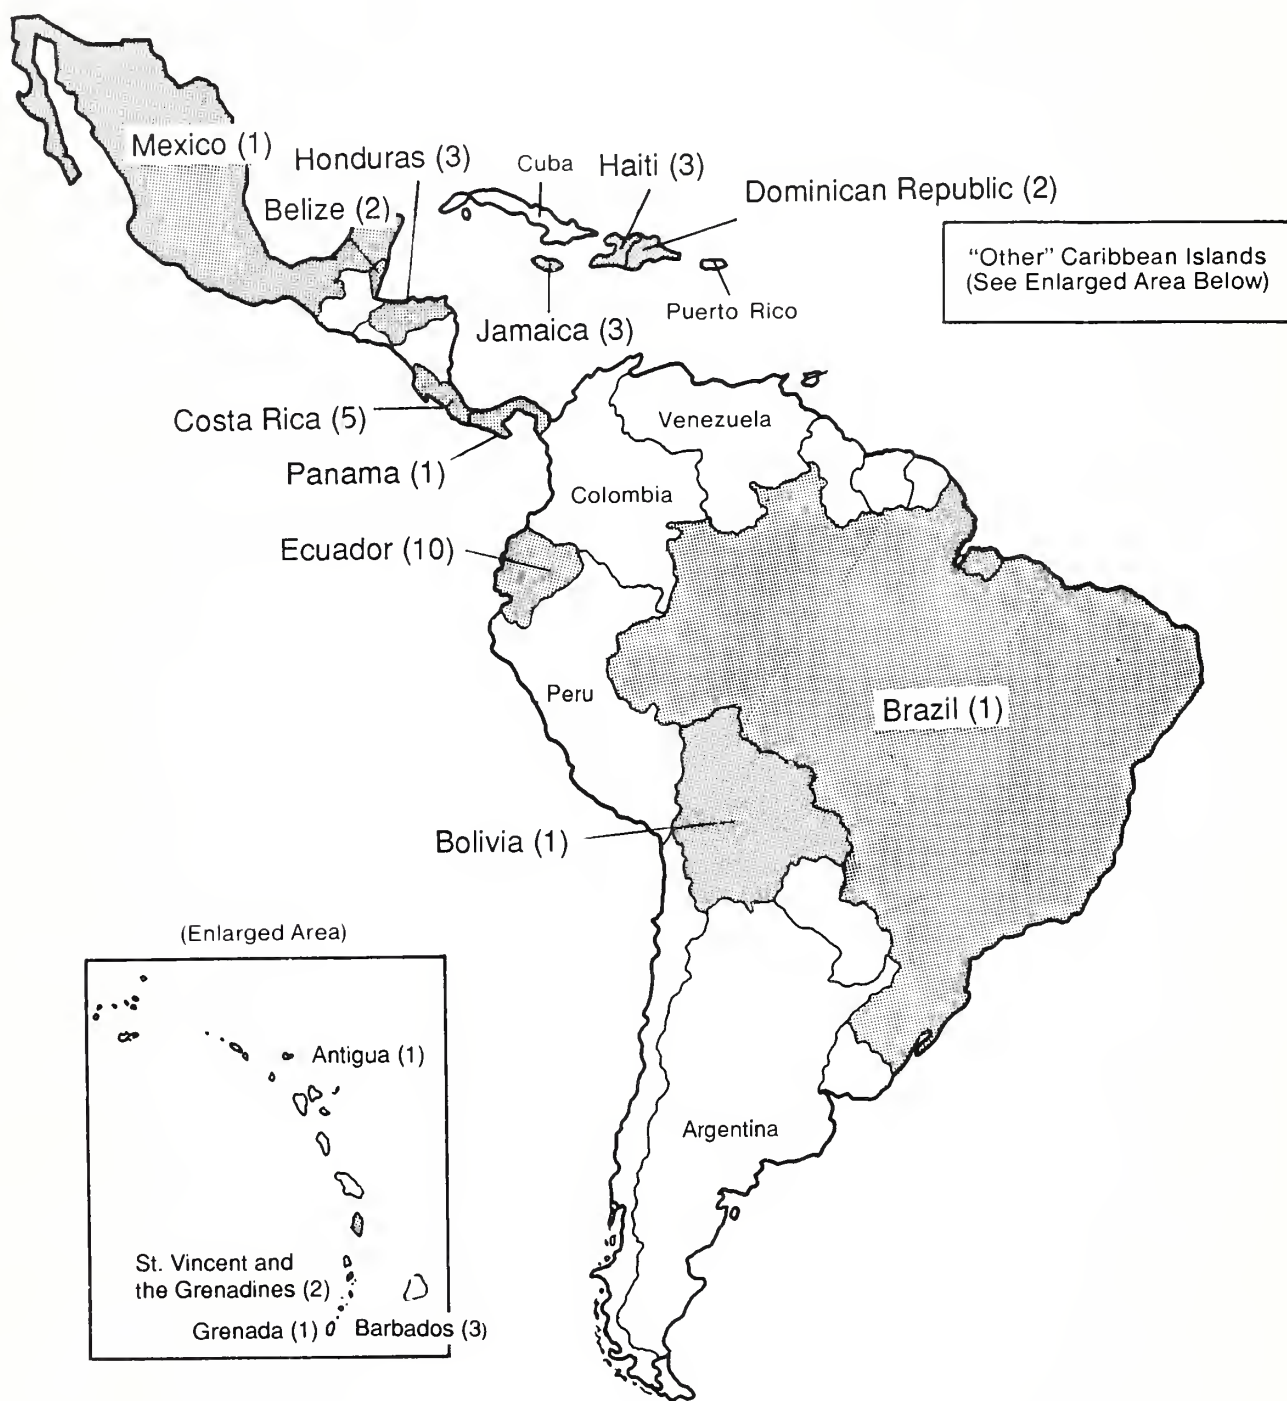 Mexico (1)
Honduras (3)
Cuba
Haiti (3)
Dominican Republic (2)
Belize (2)
"Other" Caribbean Islands
(See Enlarged Area Below)
Jamaica (3)
Puerto Rico
Costa Rica (5)
Venezuela
Panama (1)
Colombia
Ecuador (10)
Peru
Brazil (1)
Bolivia (1)
(Enlarged Area)
Antigua (1)
Argentina
St. Vincent and
the Grenadines (2)
Grenada (1)
Barbados (3)